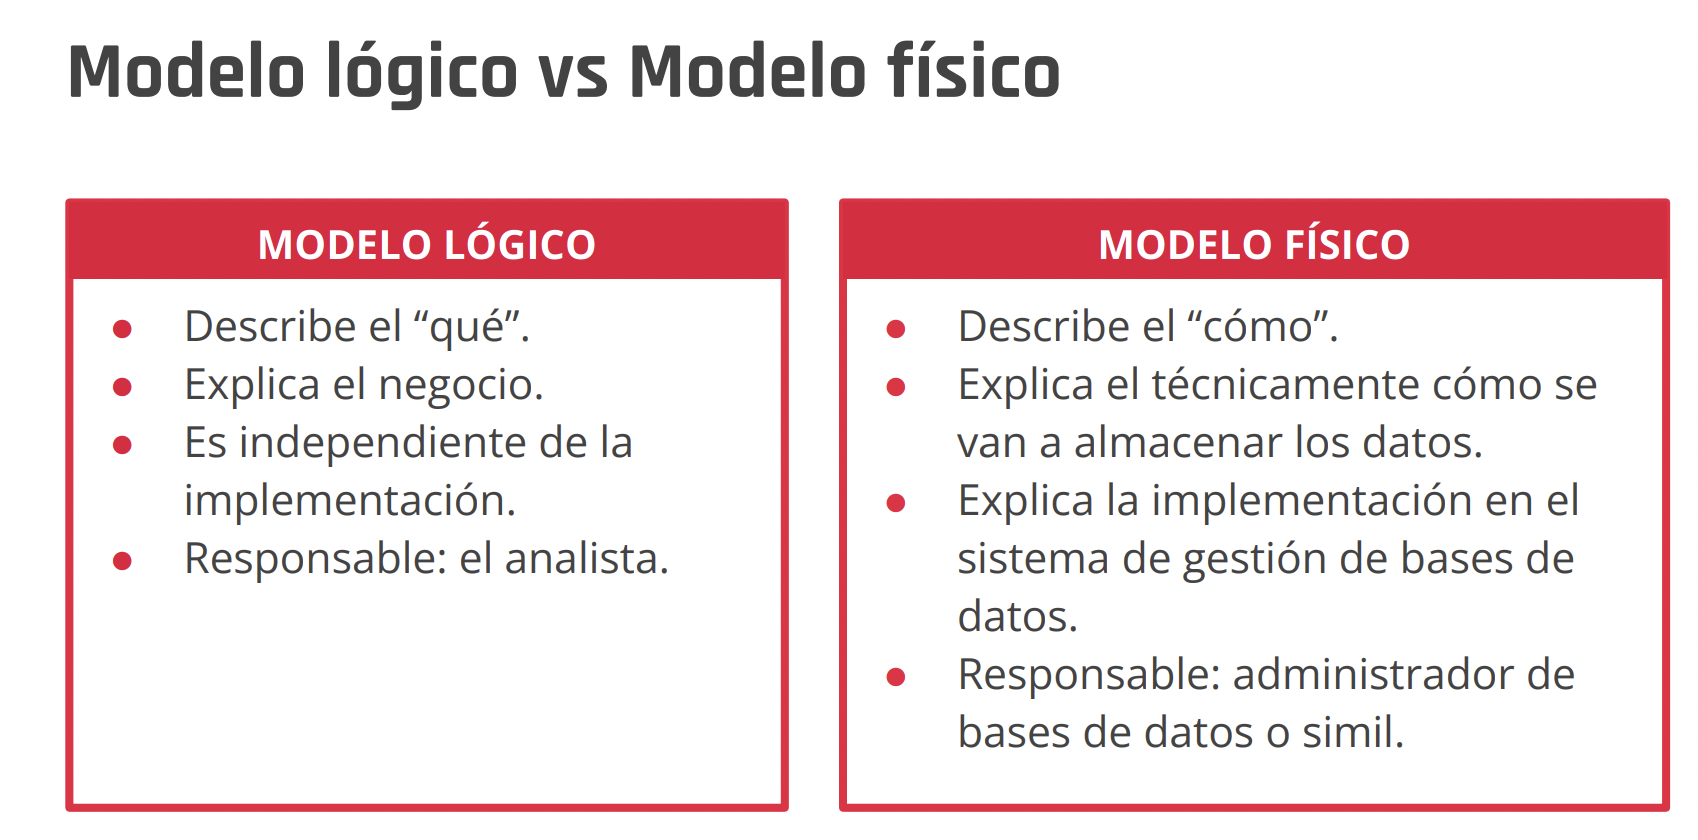 Modelo lógico vs Modelo físico
MODELO LÓGICO
● Describe el “qué”.
● Explica el negocio.
● Es independiente de la
implementación.
● Responsable: el analista.
MODELO FÍSICO
● Describe el “cómo”.
● Explica el técnicamente cómo se
van a almacenar los datos.
● Explica la implementación en el
sistema de gestión de bases de
datos.
● Responsable: administrador de
bases de datos o simil.